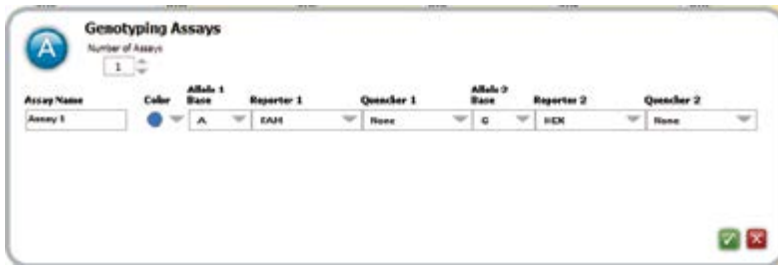 A
Genotyping Assays
Number of Assays
1
Assay Name Color Allele 1 Base Reporter 1 Quencher 1 Allele 2 Base Reporter 2 Quencher 2
Assay 1 A FAM None G HEX None